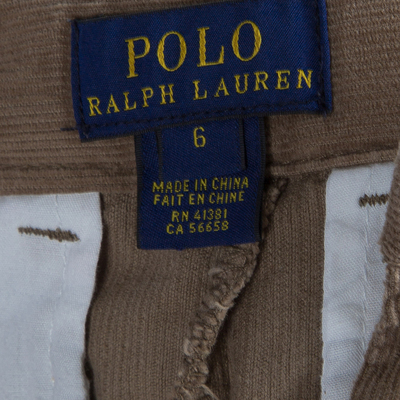 POLO
RALPH LAUREN
6
MADE IN CHINA
FAIT EN CHINE
RN 41381
CA 56658